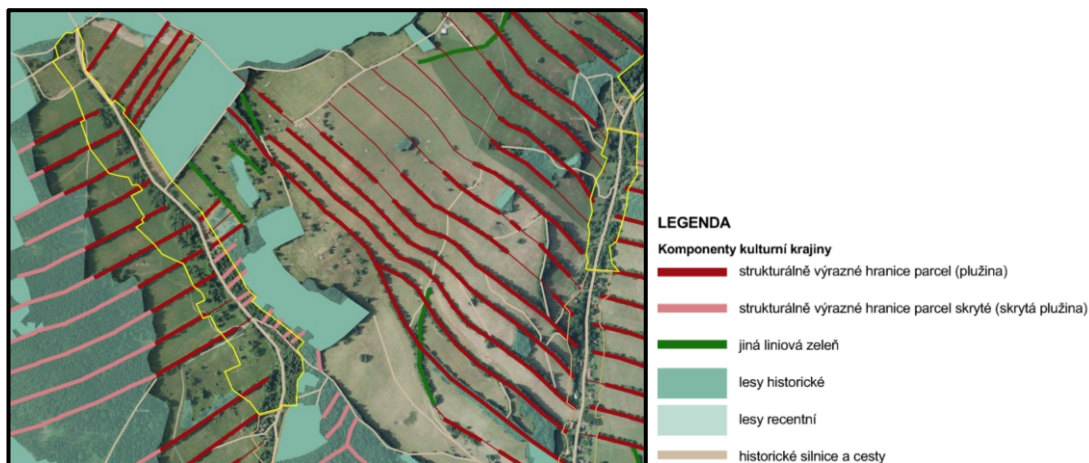 LEGENDA
Komponenty kulturní krajiny
strukturálně výrazné hranice parcel (plužina)
strukturálně výrazné hranice parcel skryté (skrytá plužina)
jiná liniová zeleň
lesy historické
lesy recentní
historické silnice a cesty